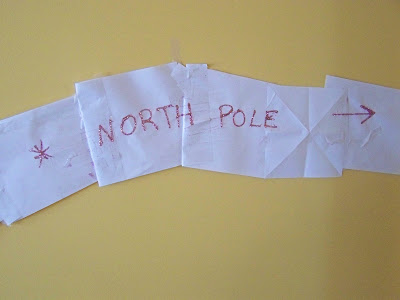 * NORTH POLE →